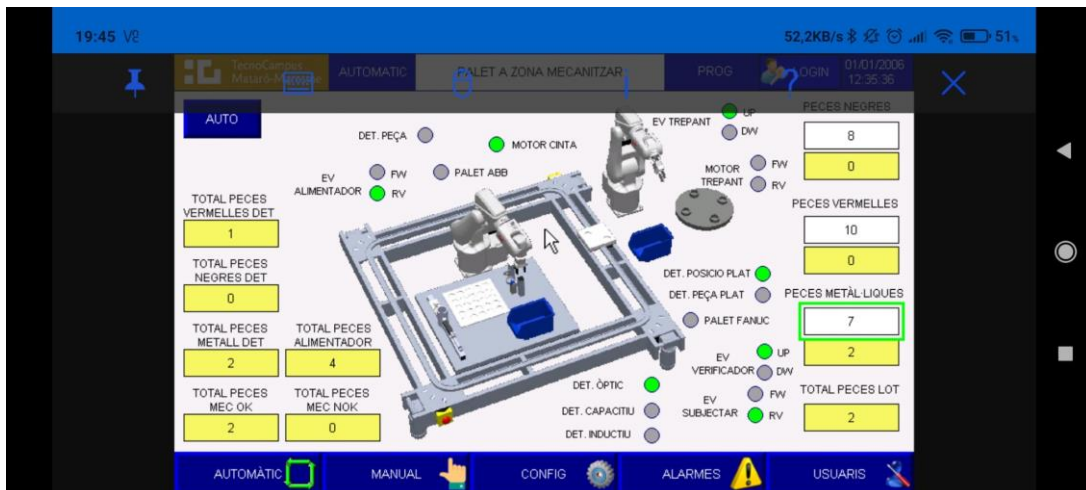 19:45
52,2KB/s 51%
TecnoCampus
Mataró-Maresme
AUTOMATIC
PALET A ZONA MECANITZAR
PROG
LOGIN
01/01/2006
12:35:36
AUTO
DET. PEÇA
MOTOR CINTA
EV TREPANT
UP
DW
PECES NEGRES
8
0
EV
ALIMENTADOR
FW
RV
PALET ABB
MOTOR
TREPANT
FW
RV
TOTAL PECES
VERMELLES DET
1
PECES VERMELLES
10
0
TOTAL PECES
NEGRES DET
0
DET. POSICIO PLAT
DET. PEÇA PLAT
PALET FANUC
PECES METÀL·LIQUES
7
2
TOTAL PECES
METALL DET
2
TOTAL PECES
ALIMENTADOR
4
EV
VERIFICADOR
UP
DW
TOTAL PECES
MEC OK
2
TOTAL PECES
MEC NOK
0
DET. ÒPTIC
DET. CAPACITIU
DET. INDUCTIU
EV
SUBJECTAR
FW
RV
TOTAL PECES LOT
2
AUTOMÀTIC
MANUAL
CONFIG
ALARMES
USUARIS